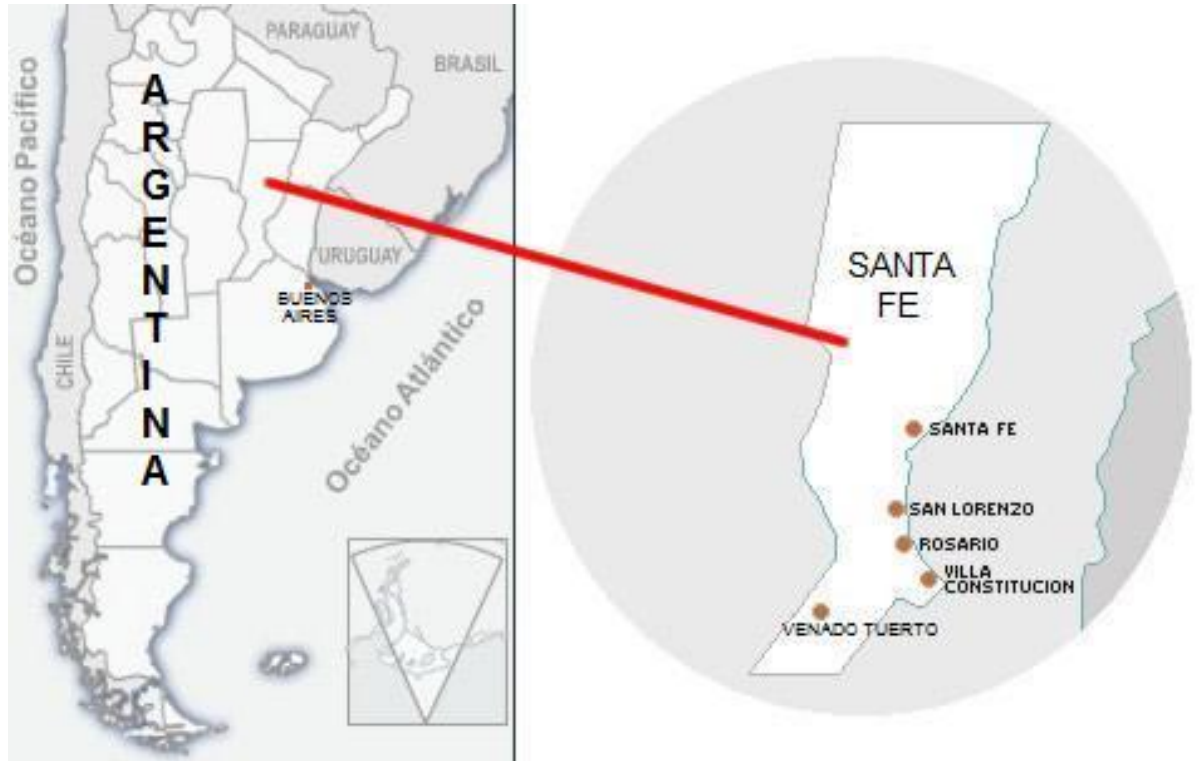 PARAGUAY
BRASIL
Océano Pacífico
ARGENTINA
URUGUAY
BUENOS
AIRES
CHILE
Océano Atlántico
SANTA
FE
SANTA FE
SAN LORENZO
ROSARIO
VILLA
CONSTITUCION
VENADO TUERTO